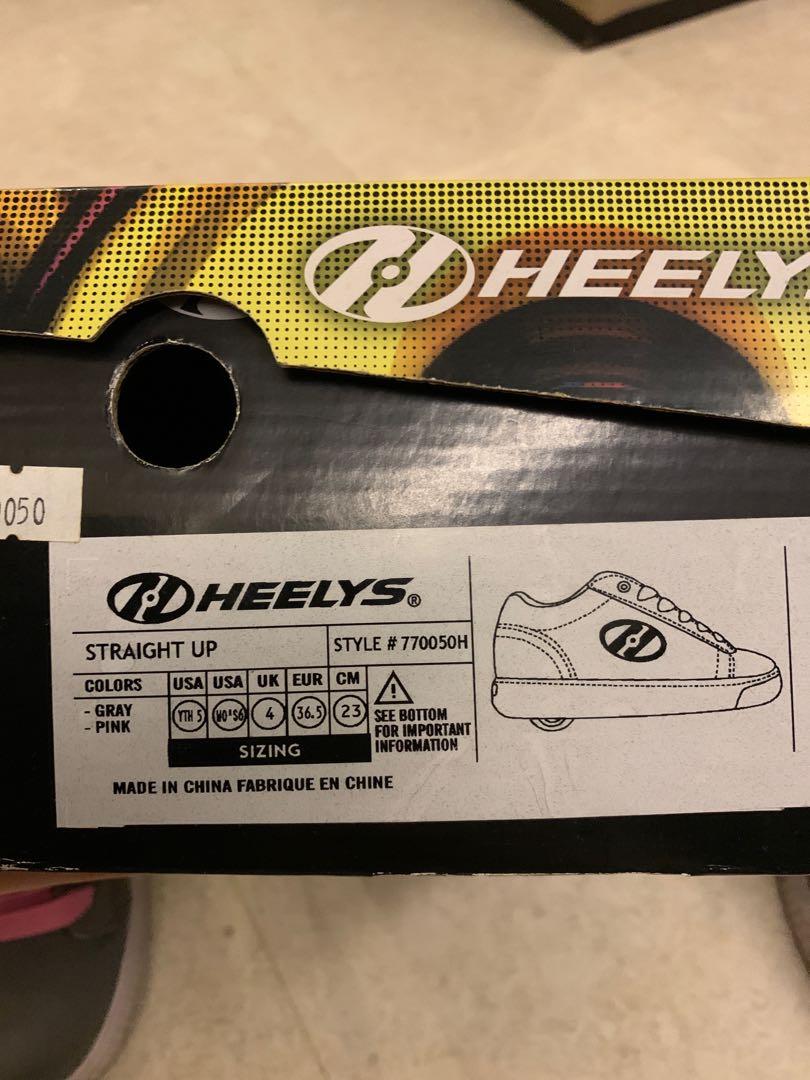 HEELY
050
HEELYS®
STRAIGHT UP
STYLE # 770050H
COLORS USA USA UK EUR CM
- GRAY
- PINK
YTH 5 WO'S6 4 36.5 23
SIZING
SEE BOTTOM
FOR IMPORTANT
INFORMATION
MADE IN CHINA FABRIQUE EN CHINE